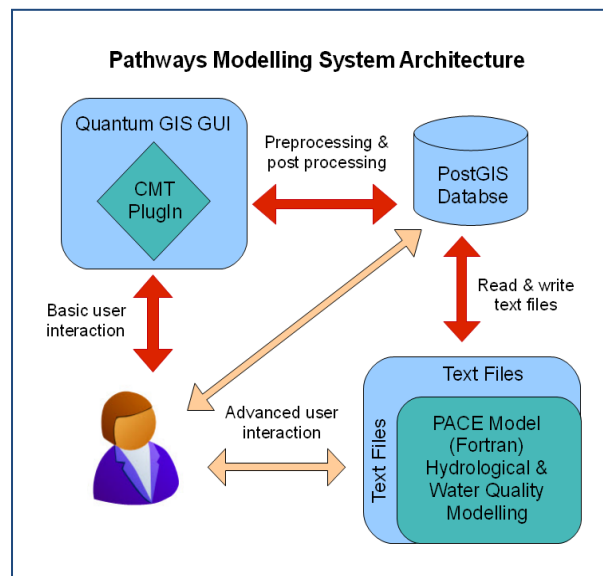 Pathways Modelling System Architecture
Quantum GIS GUI
CMT
PlugIn
Preprocessing &
post processing
PostGIS
Databse
Basic user
interaction
Read & write
text files
Advanced user
interaction
Text Files
Text Files
PACE Model
(Fortran)
Hydrological &
Water Quality
Modelling